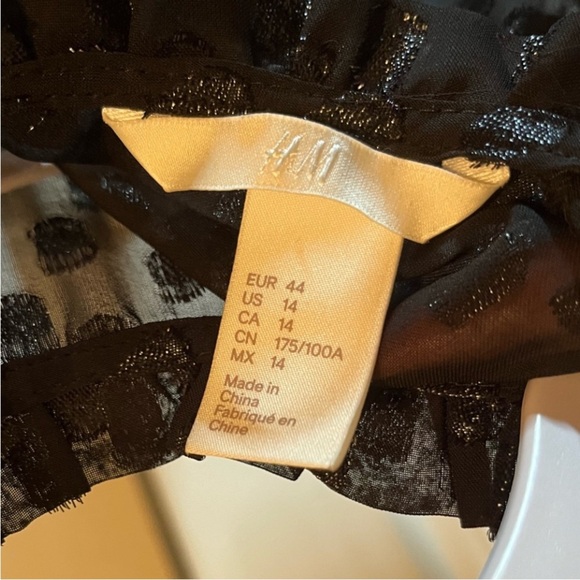 H&M
EUR 44
US 14
CA 14
CN 175/100A
MX 14
Made in
China
Fabriqué en
Chine